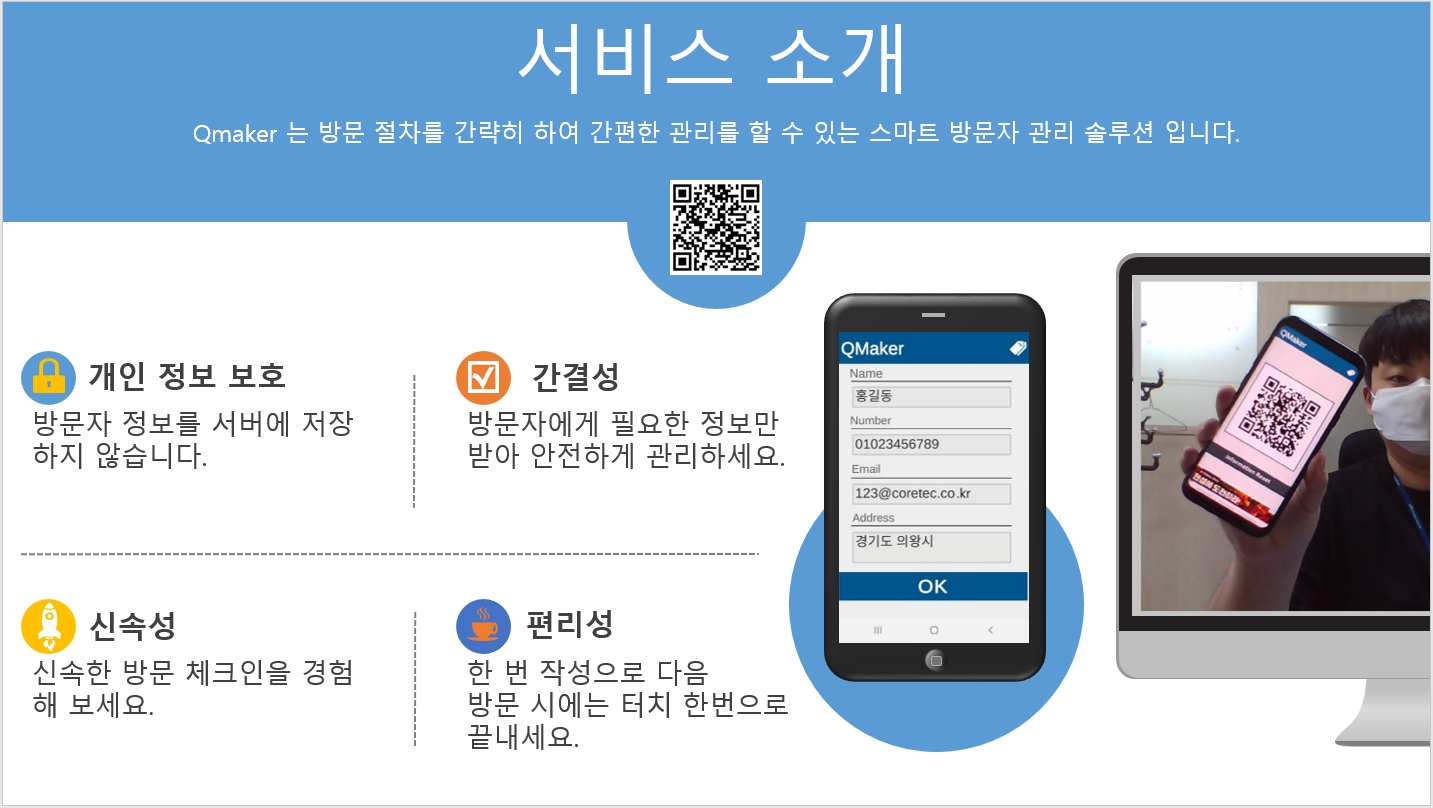 서비스 소개
Qmaker 는 방문 절차를 간략히 하여 간편한 관리를 할 수 있는 스마트 방문자 관리 솔루션 입니다.
개인 정보 보호
방문자 정보를 서버에 저장
하지 않습니다.
간결성
방문자에게 필요한 정보만
받아 안전하게 관리하세요.
신속성
신속한 방문 체크인을 경험
해 보세요.
편리성
한 번 작성으로 다음
방문 시에는 터치 한번으로
끝내세요.
QMaker
Name
홍길동
Number
01023456789
Email
123@coretec.co.kr
Address
경기도 의왕시
OK
QMaker
Information Reset